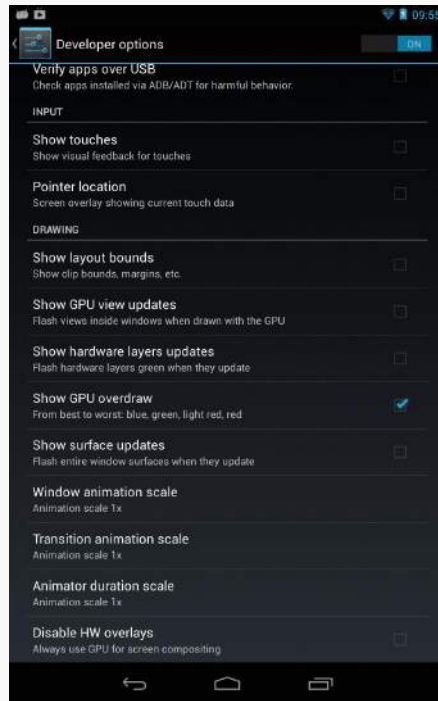 09:55
Developer options
ON
Verify apps over USB
Check apps installed via ADB/ADT for harmful behavior.
INPUT
Show touches
Show visual feedback for touches
Pointer location
Screen overlay showing current touch data
DRAWING
Show layout bounds
Show clip bounds, margins, etc.
Show GPU view updates
Flash views inside windows when drawn with the GPU
Show hardware layers updates
Flash hardware layers green when they update
Show GPU overdraw
From best to worst: blue, green, light red, red
Show surface updates
Flash entire window surfaces when they update
Window animation scale
Animation scale 1x
Transition animation scale
Animation scale 1x
Animator duration scale
Animation scale 1x
Disable HW overlays
Always use GPU for screen compositing